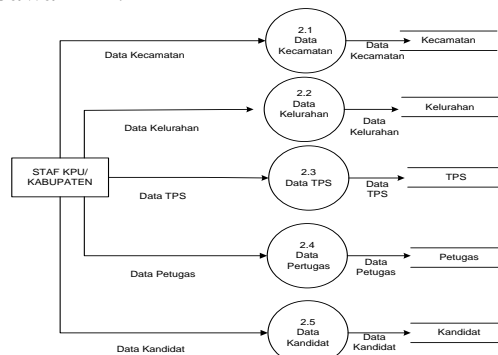 2.1
Data
Kecamatan
Data Kecamatan
Data
Kecamatan
Kecamatan
2.2
Data
Kelurahan
Data Kelurahan
Data
Kelurahan
Kelurahan
STAF KPU/
KABUPATEN
2.3
Data TPS
Data TPS
Data
TPS
TPS
2.4
Data
Pertugas
Data Petugas
Data
Petugas
Petugas
2.5
Data
Kandidat
Data Kandidat
Data
Kandidat
Kandidat